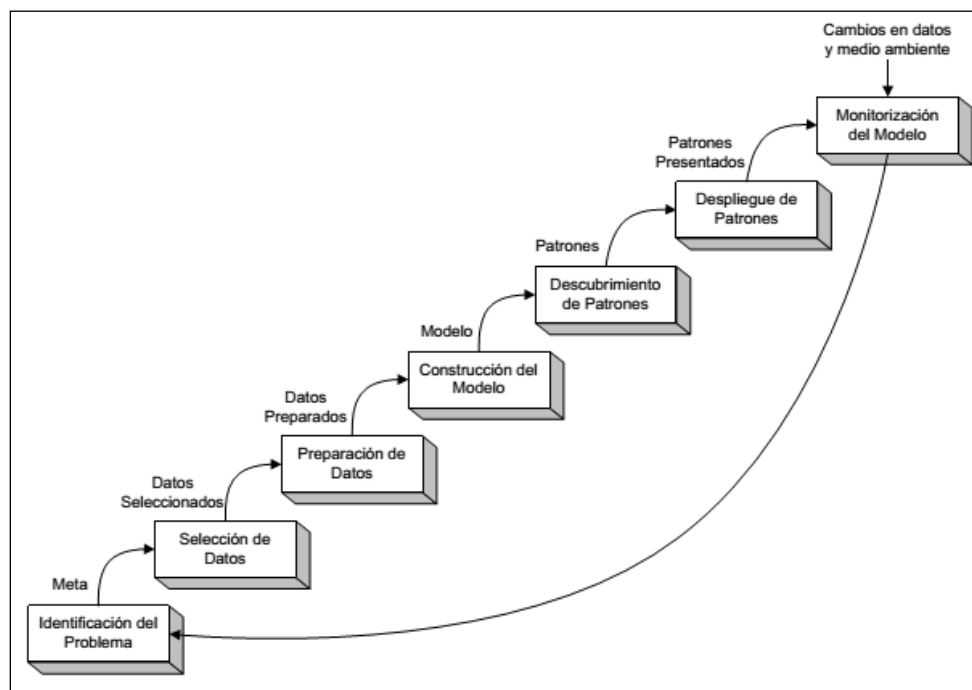 Cambios en datos
y medio ambiente
Monitorización
del Modelo
Patrones
Presentados
Despliegue de
Patrones
Patrones
Descubrimiento
de Patrones
Modelo
Construcción del
Modelo
Datos
Preparados
Preparación de
Datos
Datos
Seleccionados
Selección de
Datos
Meta
Identificación del
Problema